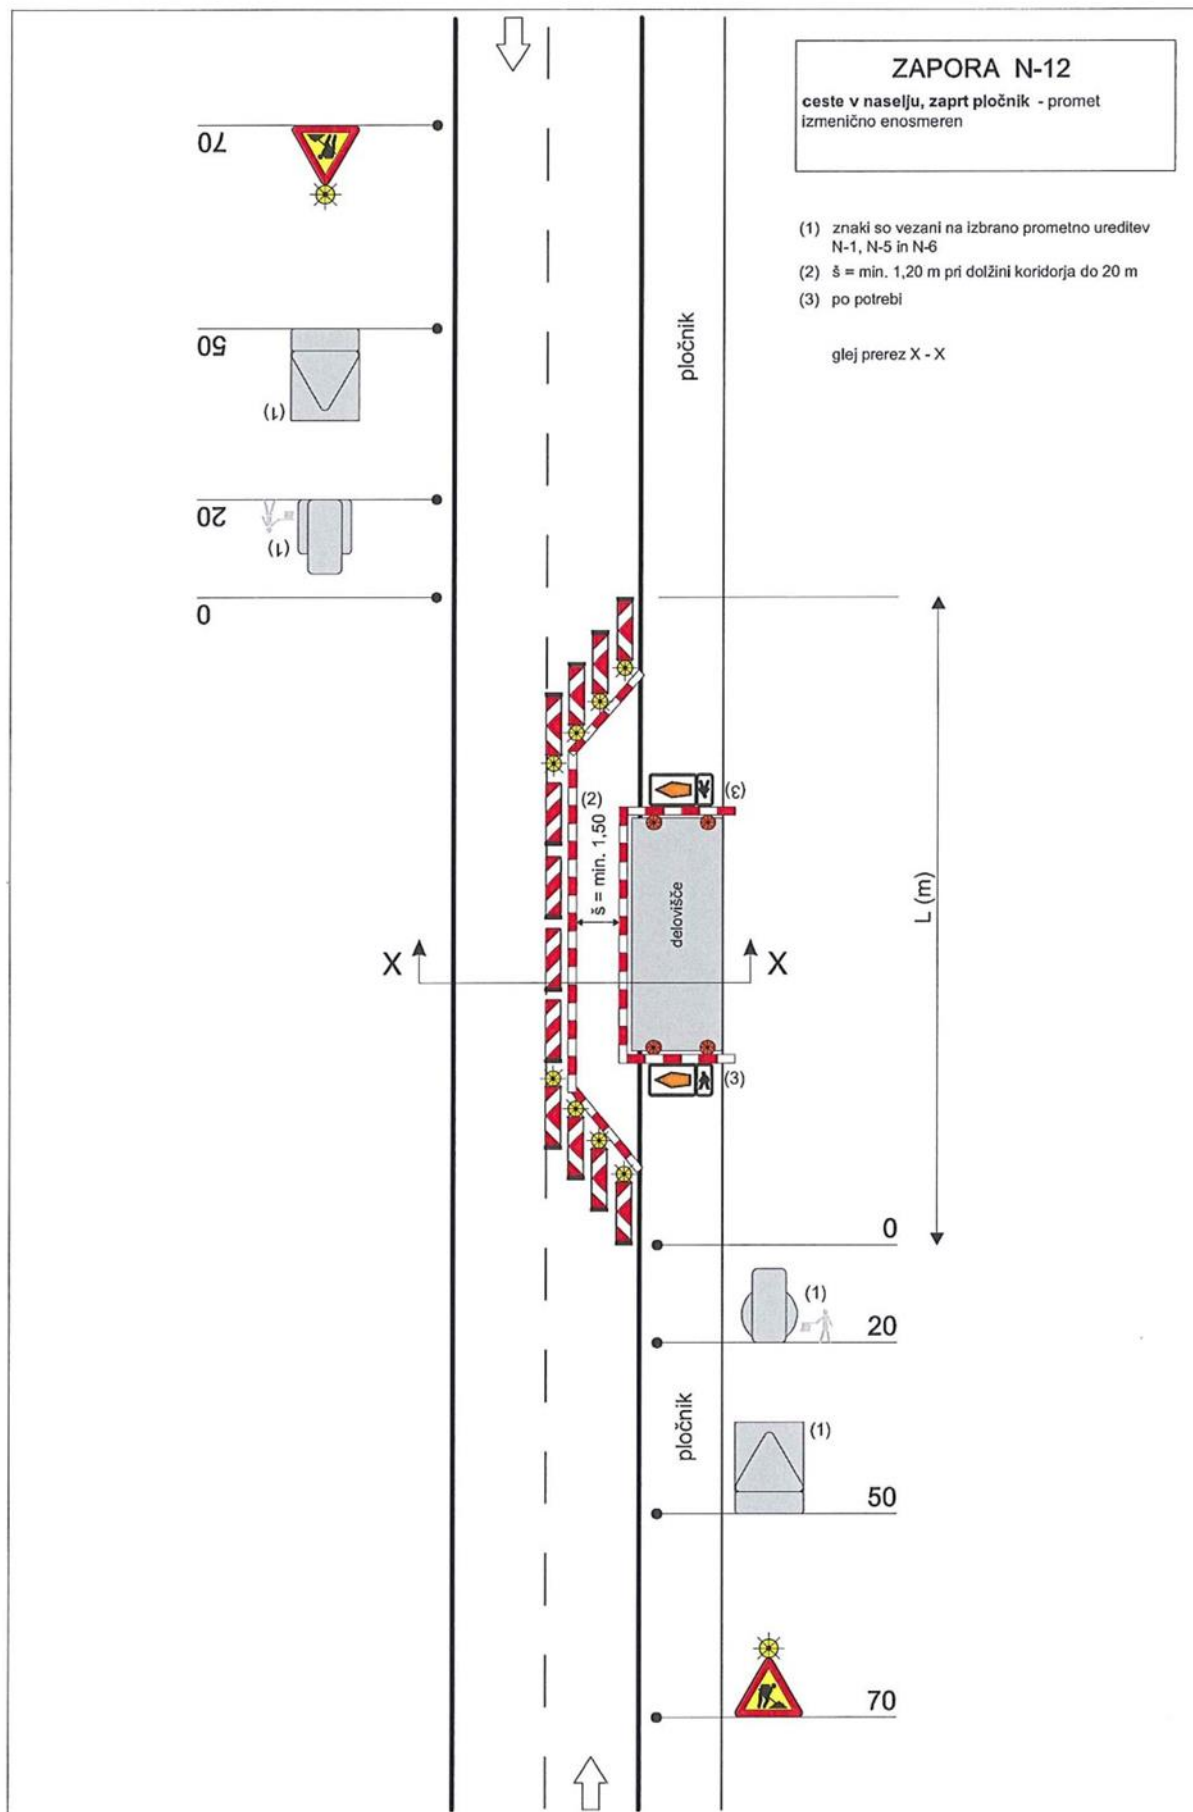 ZAPORA N-12
ceste v naselju, zaprt pločnik - promet
izmenično enosmeren
(1) znaki so vezani na izbrano prometno ureditev
N-1, N-5 in N-6
(2) š = min. 1,20 m pri dolžini koridorja do 20 m
(3) po potrebi
glej prerez X - X
70
50
(1)
20
(1)
0
pločnik
(3)
(2)
š = min. 1,50
delovišče
L (m)
X
X
(3)
0
(1)
20
pločnik
(1)
50
70